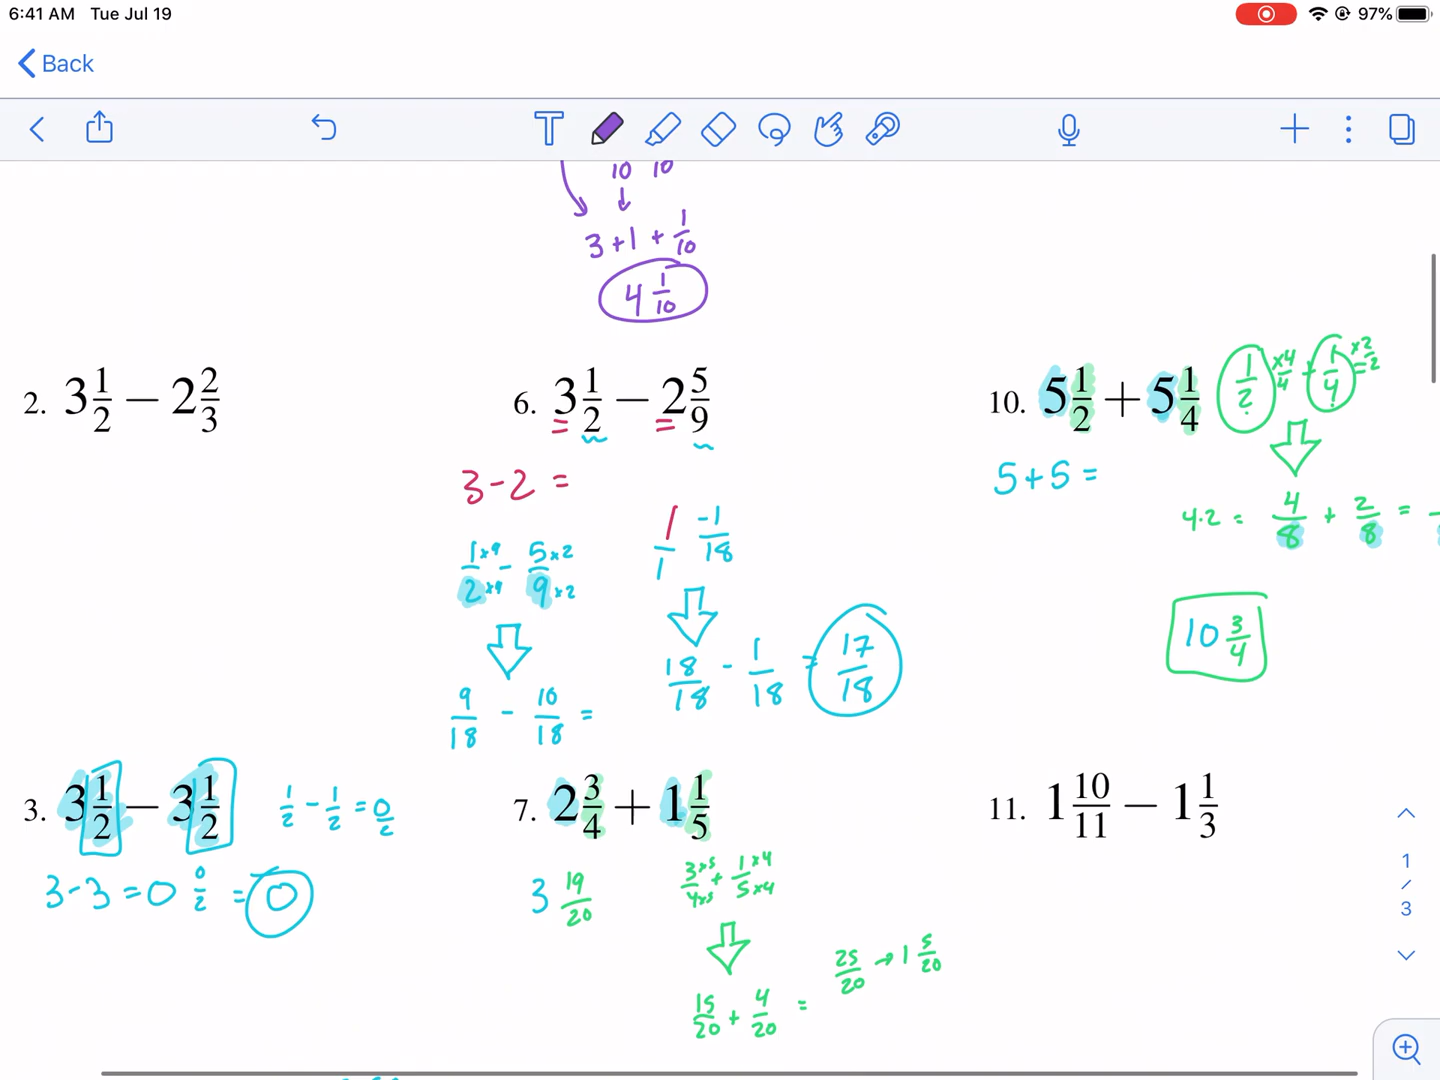 6:41 AM Tue Jul 19
97%
Back
10 10
3 + 1 + 1/10
4 1/10
2. 3 1/2 − 2 2/3
6. 3 1/2 − 2 5/9
3 - 2 =
1 -1/18
1
1×9/2×9 - 5×2/9×2
18/18 - 1/18 = 17/18
9/18 - 10/18 =
10. 5 1/2 + 5 1/4
1/2 ×4/4 + 1/4 ×2/2 =
5 + 5 =
4·2 = 4/8 + 2/8 =
10 3/4
3. 3 1/2 − 3 1/2
1/2 - 1/2 = 0/2
3 - 3 = 0 0/2 = 0
7. 2 3/4 + 1 1/5
3 19/20
3×5/4×5 + 1×4/5×4
15/20 + 4/20 =
25/20 → 1 5/20
11. 1 10/11 − 1 1/3
1
/
3